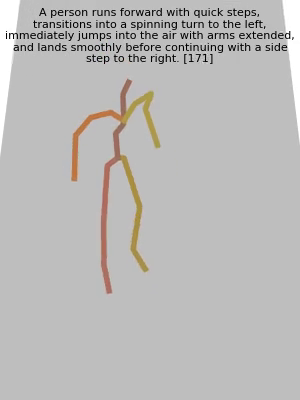 A person runs forward with quick steps,
transitions into a spinning turn to the left,
immediately jumps into the air with arms extended,
and lands smoothly before continuing with a side
step to the right. [171]